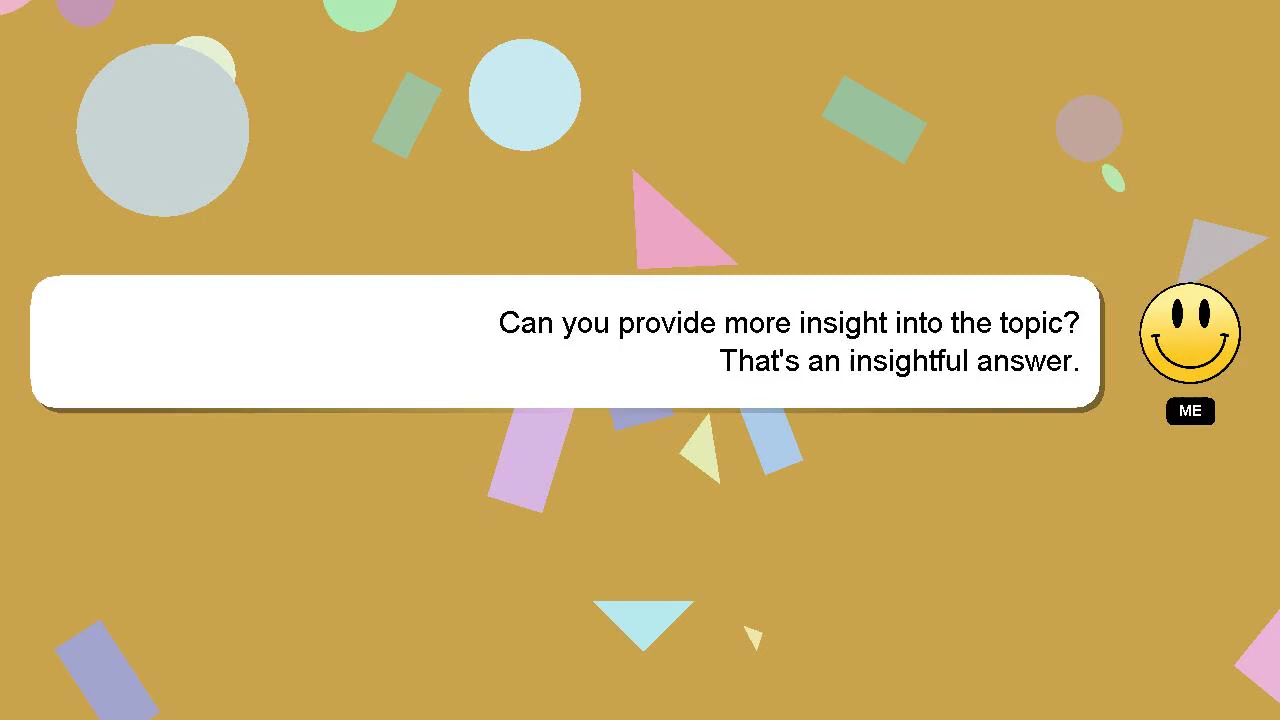 Can you provide more insight into the topic?
That's an insightful answer.
ME